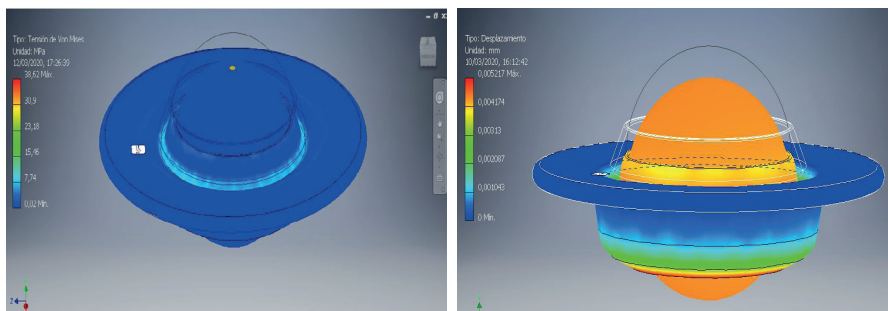 Tipo: Tensión de Von Mises
Unidad: MPa
12/03/2020, 17:26:39
38,62 Máx.
30,9
23,18
15,46
7,74
0,02 Mín.
Z
Tipo: Desplazamiento
Unidad: mm
10/03/2020, 16:12:42
0,005217 Máx.
0,004174
0,00313
0,002087
0,001043
0 Mín.